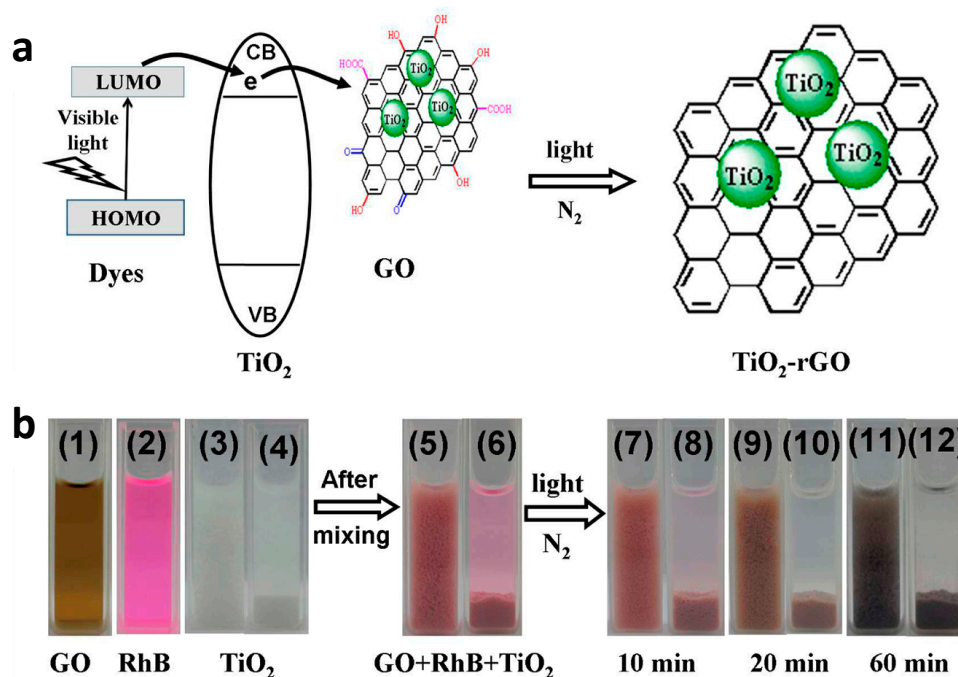 a
CB
LUMO
e⁻
Visible
light
HOMO
Dyes
VB
TiO₂
HO
OH
OH
HOOC
TiO₂
TiO₂
TiO₂
COOH
O
OH
HO
O
GO
light
N₂
TiO₂
TiO₂
TiO₂
TiO₂-rGO
b
(1)
(2)
(3)
(4)
After
mixing
(5)
(6)
light
N₂
(7)
(8)
(9)
(10)
(11)
(12)
GO
RhB
TiO₂
GO+RhB+TiO₂
10 min
20 min
60 min